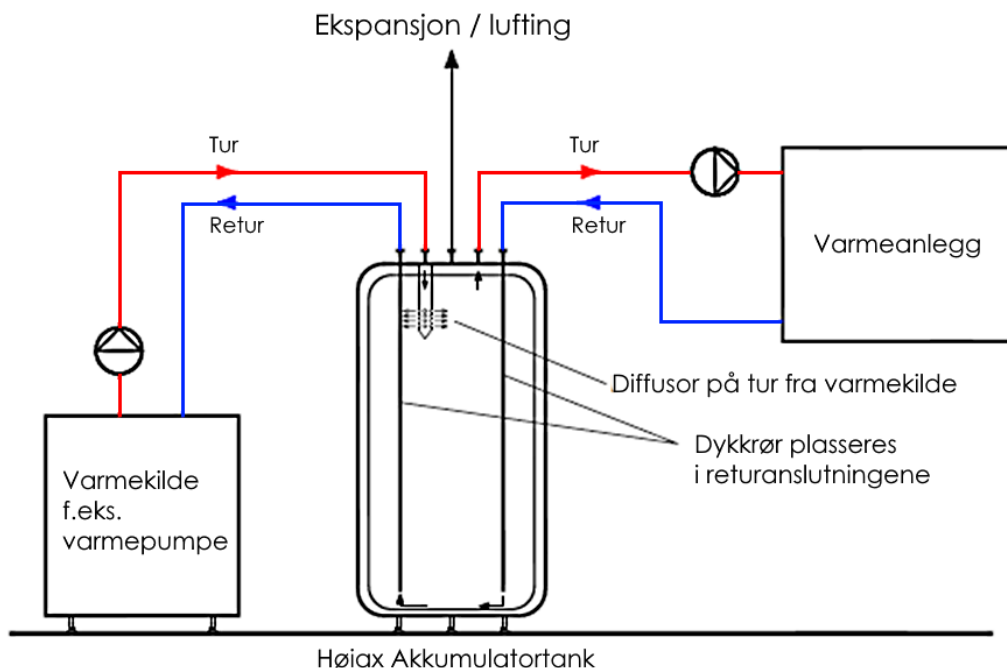 Ekspansjon / lufting
Tur
Tur
Retur
Retur
Varmeanlegg
Diffusor på tur fra varmekilde
Dykkrør plasseres
i returanslutningene
Varmekilde
f.eks.
varmepumpe
Høiax Akkumulatortank